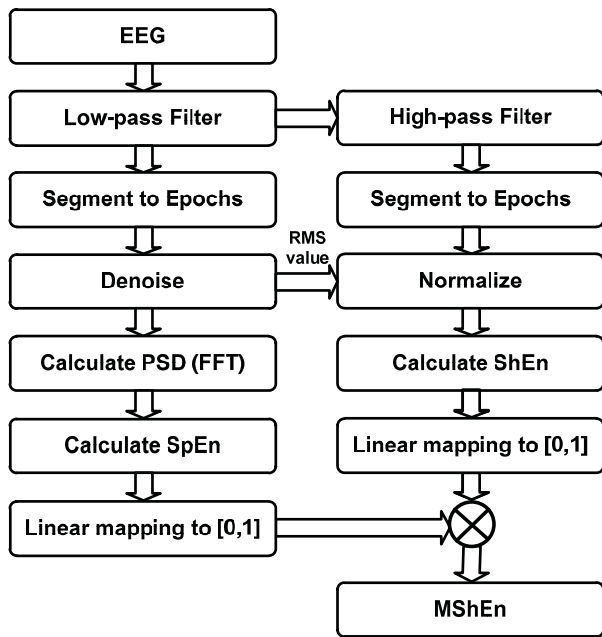 EEG
Low-pass Filter
High-pass Filter
Segment to Epochs
Segment to Epochs
RMS
value
Denoise
Normalize
Calculate PSD (FFT)
Calculate ShEn
Calculate SpEn
Linear mapping to [0,1]
Linear mapping to [0,1]
MShEn